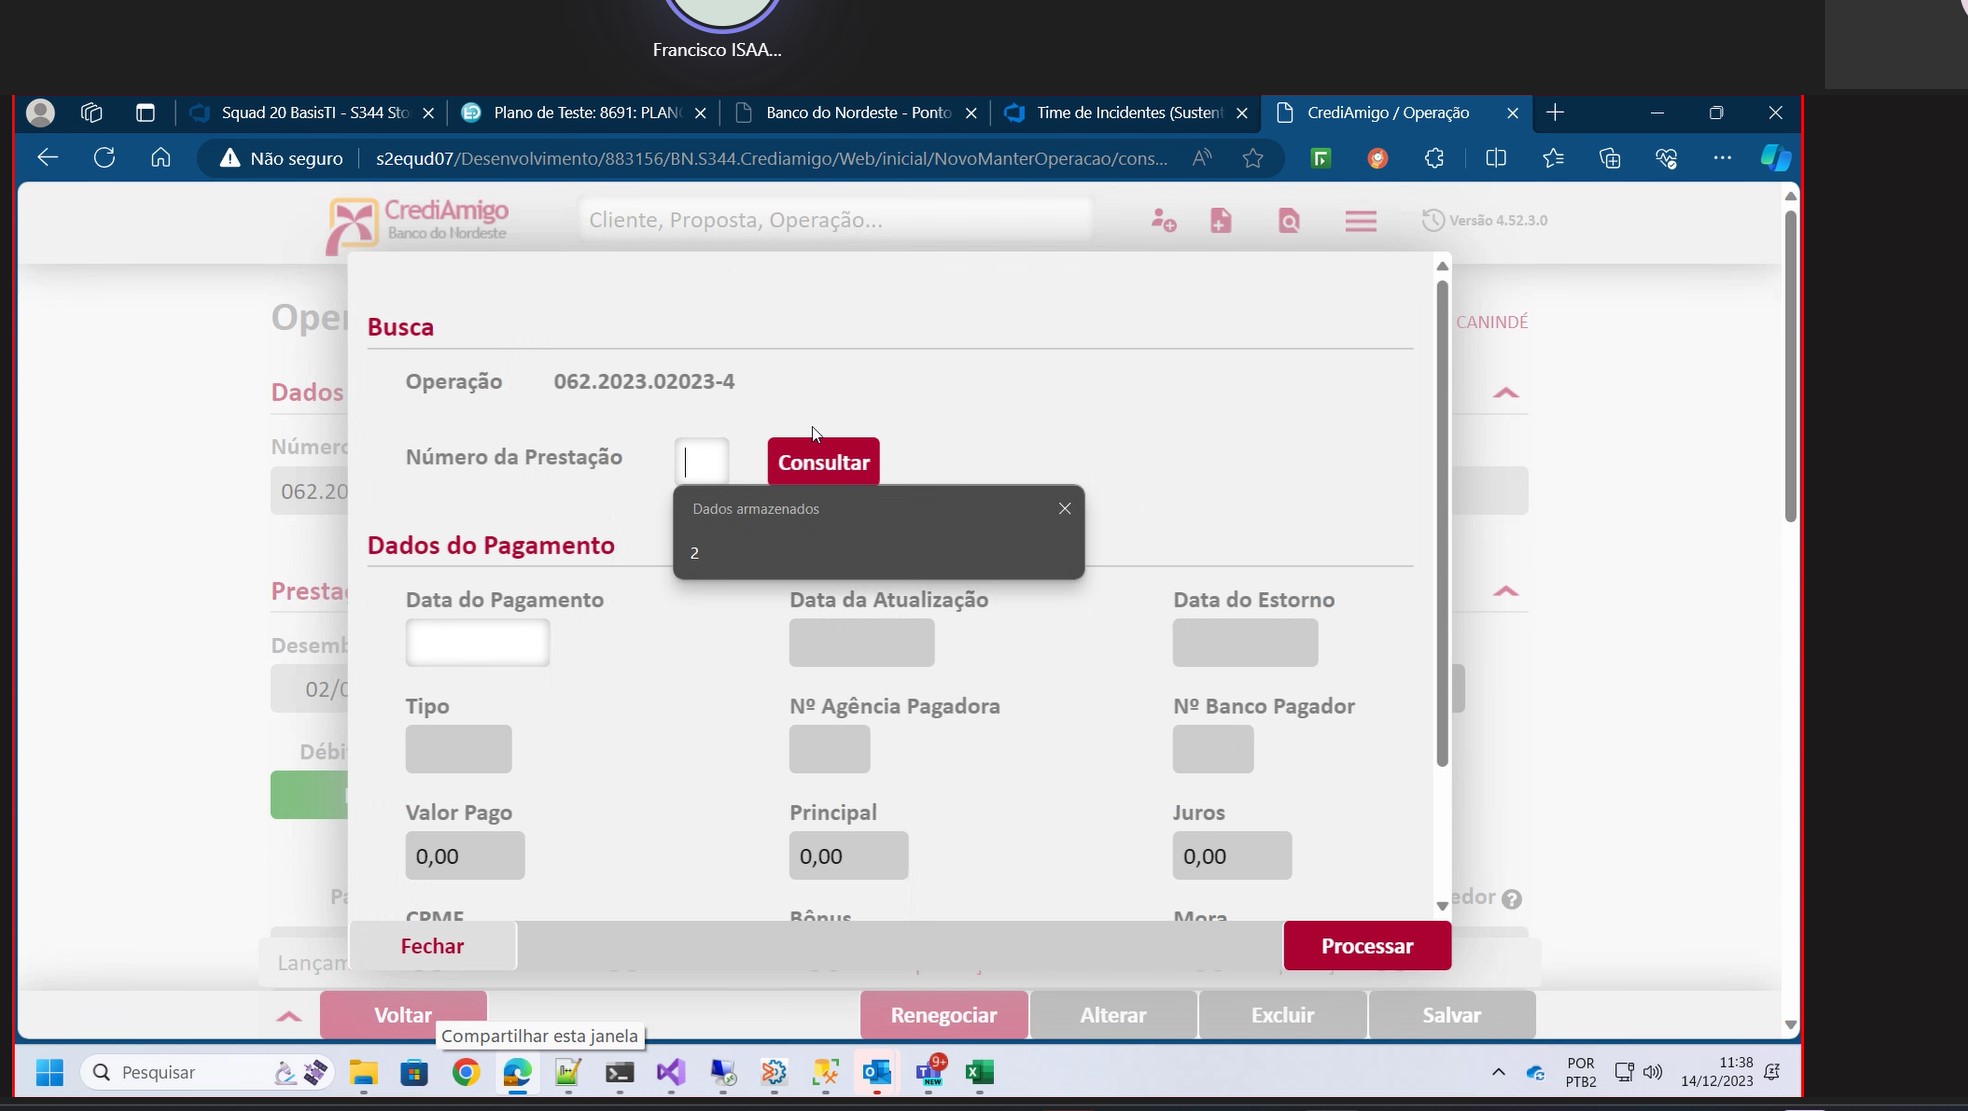 Francisco ISAA...
Squad 20 BasisTI - S344 Sto
Plano de Teste: 8691: PLAN
Banco do Nordeste - Ponto
Time de Incidentes (Sustent
CrediAmigo / Operação
Não seguro
s2equd07/Desenvolvimento/883156/BN.S344.Crediamigo/Web/inicial/NovoManterOperacao/cons...
CrediAmigo
Banco do Nordeste
Cliente, Proposta, Operação...
Versão 4.52.3.0
Oper
CANINDÉ
Busca
Operação 062.2023.02023-4
Dados
Número
062.20
Número da Prestação
Consultar
Dados armazenados
2
Dados do Pagamento
Presta
Data do Pagamento
Data da Atualização
Data do Estorno
Desemb
02/0
Tipo
Nº Agência Pagadora
Nº Banco Pagador
Débi
Valor Pago
Principal
Juros
0,00
0,00
0,00
Pa
edor
CPMF
Bônus
Mora
Fechar
Processar
Lançam
Voltar
Renegociar
Alterar
Excluir
Salvar
Compartilhar esta janela
Pesquisar
9+
NEW
POR
PTB2
11:38
14/12/2023